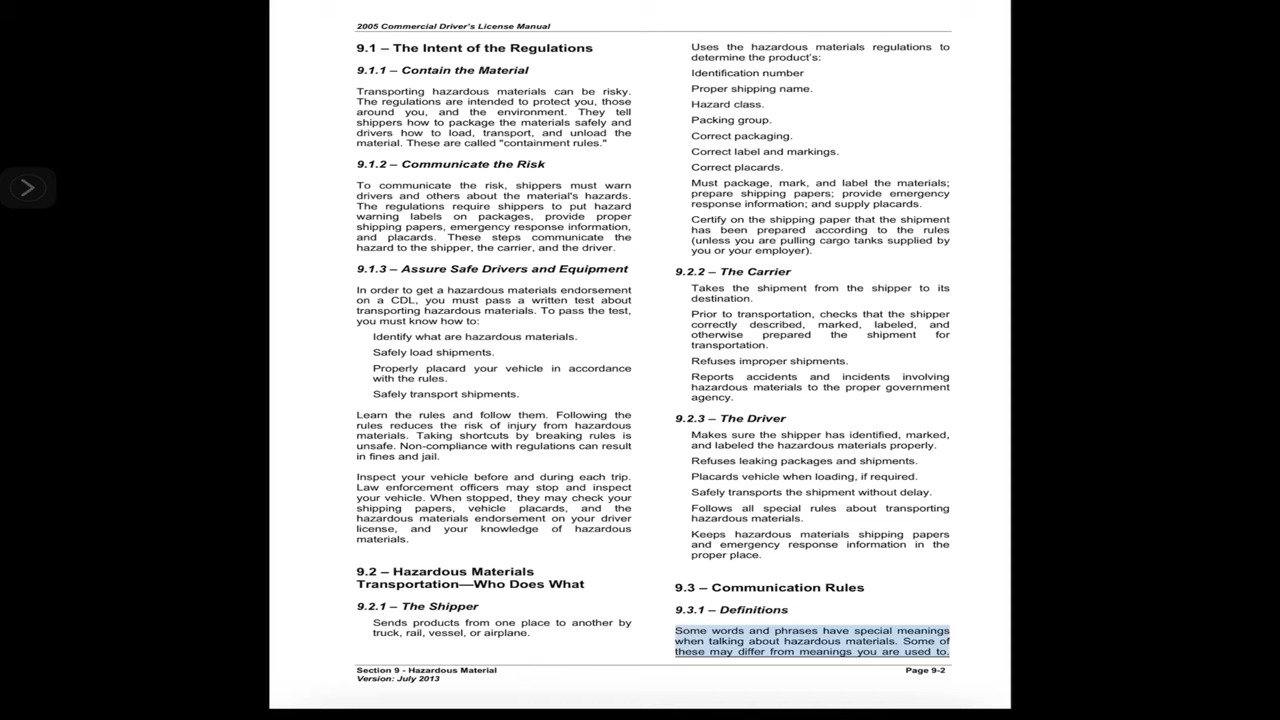 2005 Commercial Driver's License Manual
9.1 – The Intent of the Regulations
9.1.1 – Contain the Material
Transporting hazardous materials can be risky.
The regulations are intended to protect you, those
around you, and the environment. They tell
shippers how to package the materials safely and
drivers how to load, transport, and unload the
material. These are called "containment rules."
9.1.2 – Communicate the Risk
To communicate the risk, shippers must warn
drivers and others about the material's hazards.
The regulations require shippers to put hazard
warning labels on packages, provide proper
shipping papers, emergency response information,
and placards. These steps communicate the
hazard to the shipper, the carrier, and the driver.
9.1.3 – Assure Safe Drivers and Equipment
In order to get a hazardous materials endorsement
on a CDL, you must pass a written test about
transporting hazardous materials. To pass the test,
you must know how to:
Identify what are hazardous materials.
Safely load shipments.
Properly placard your vehicle in accordance
with the rules.
Safely transport shipments.
Learn the rules and follow them. Following the
rules reduces the risk of injury from hazardous
materials. Taking shortcuts by breaking rules is
unsafe. Non-compliance with regulations can result
in fines and jail.
Inspect your vehicle before and during each trip.
Law enforcement officers may stop and inspect
your vehicle. When stopped, they may check your
shipping papers, vehicle placards, and the
hazardous materials endorsement on your driver
license, and your knowledge of hazardous
materials.
9.2 – Hazardous Materials
Transportation—Who Does What
9.2.1 – The Shipper
Sends products from one place to another by
truck, rail, vessel, or airplane.
Uses the hazardous materials regulations to
determine the product's:
Identification number
Proper shipping name.
Hazard class.
Packing group.
Correct packaging.
Correct label and markings.
Correct placards.
Must package, mark, and label the materials;
prepare shipping papers; provide emergency
response information; and supply placards.
Certify on the shipping paper that the shipment
has been prepared according to the rules
(unless you are pulling cargo tanks supplied by
you or your employer).
9.2.2 – The Carrier
Takes the shipment from the shipper to its
destination.
Prior to transportation, checks that the shipper
correctly described, marked, labeled, and
otherwise prepared the shipment for
transportation.
Refuses improper shipments.
Reports accidents and incidents involving
hazardous materials to the proper government
agency.
9.2.3 – The Driver
Makes sure the shipper has identified, marked,
and labeled the hazardous materials properly.
Refuses leaking packages and shipments.
Placards vehicle when loading, if required.
Safely transports the shipment without delay.
Follows all special rules about transporting
hazardous materials.
Keeps hazardous materials shipping papers
and emergency response information in the
proper place.
9.3 – Communication Rules
9.3.1 – Definitions
Some words and phrases have special meanings
when talking about hazardous materials. Some of
these may differ from meanings you are used to.
Section 9 - Hazardous Material
Version: July 2013
Page 9-2